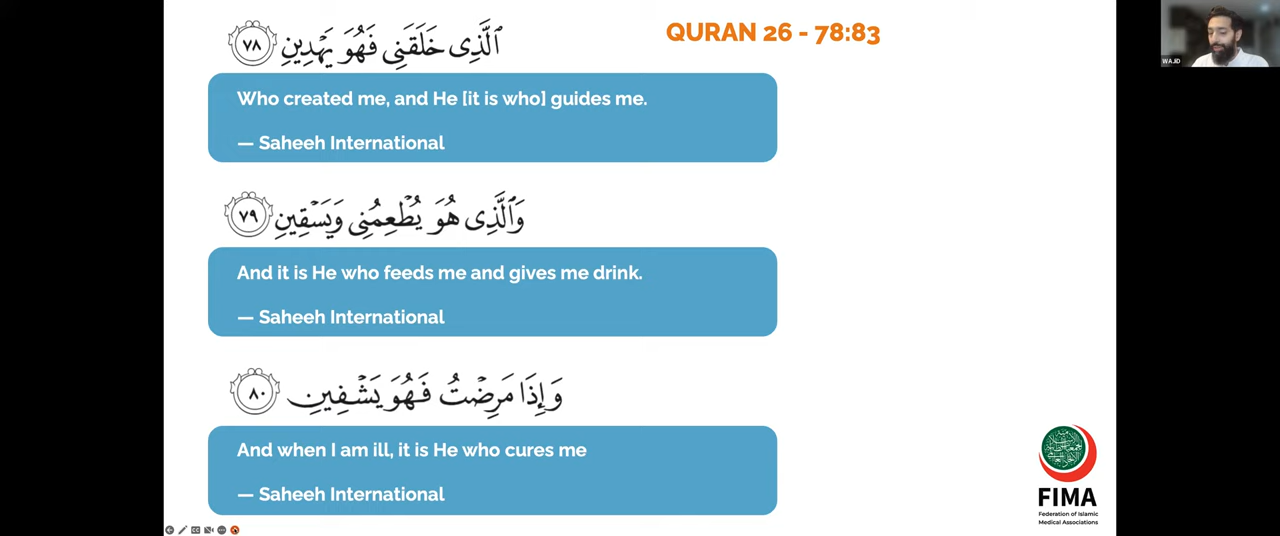 ٱلَّذِى خَلَقَنِى فَهُوَ يَهْدِينِ ٧٨
QURAN 26 - 78:83
WAJD
Who created me, and He [it is who] guides me.
— Saheeh International
وَٱلَّذِى هُوَ يُطْعِمُنِى وَيَسْقِينِ ٧٩
And it is He who feeds me and gives me drink.
— Saheeh International
وَإِذَا مَرِضْتُ فَهُوَ يَشْفِينِ ٨٠
And when I am ill, it is He who cures me
— Saheeh International
FIMA
Federation of Islamic
Medical Associations